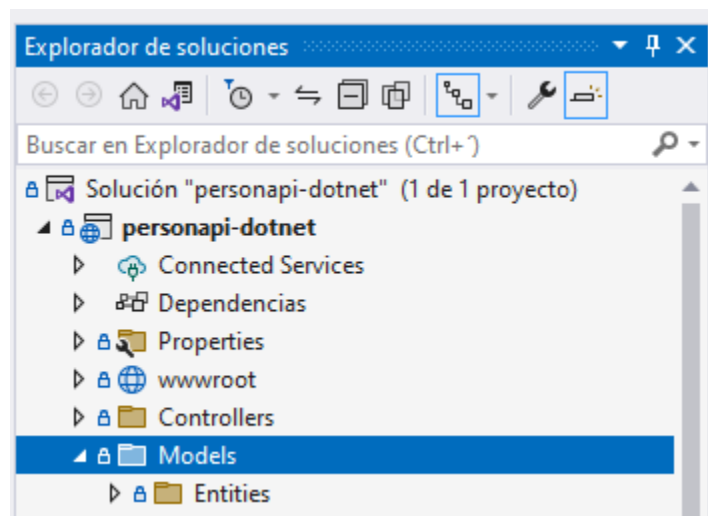 Explorador de soluciones
Buscar en Explorador de soluciones (Ctrl+´)
Solución "personapi-dotnet" (1 de 1 proyecto)
personapi-dotnet
Connected Services
Dependencias
Properties
wwwroot
Controllers
Models
Entities